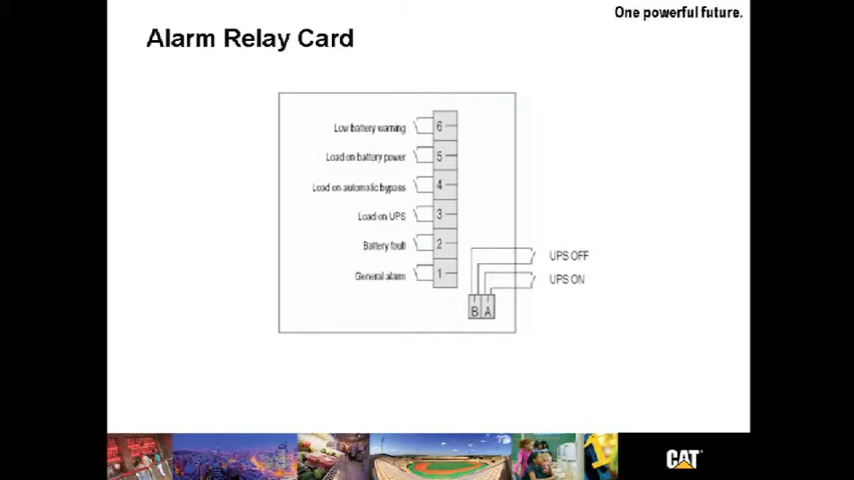 One powerful future.
Alarm Relay Card
Low battery warning
6
Load on battery power
5
Load on automatic bypass
4
Load on UPS
3
Battery fault
2
General alarm
1
UPS OFF
UPS ON
B A
CAT